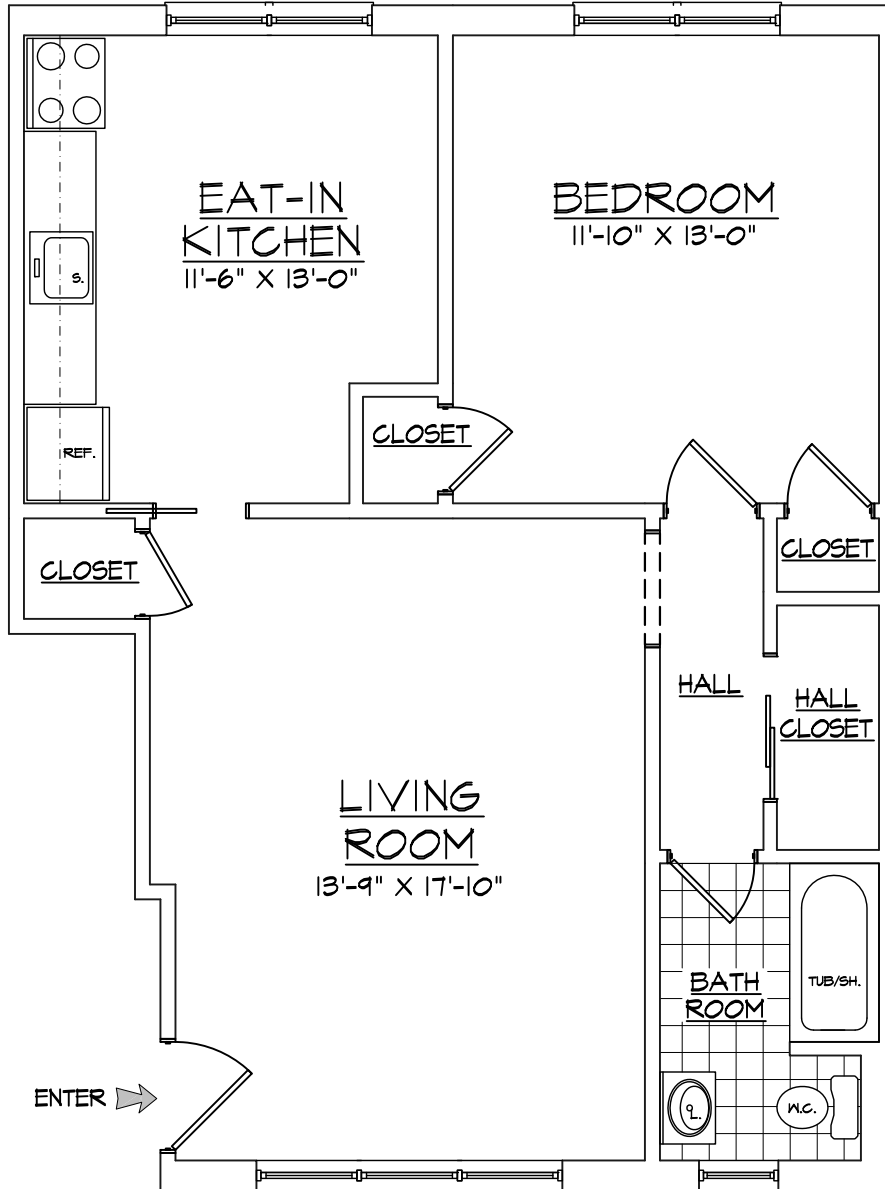 EAT-IN
KITCHEN
11'-6" X 13'-0"
BEDROOM
11'-10" X 13'-0"
S.
REF.
CLOSET
CLOSET
CLOSET
HALL
HALL
CLOSET
LIVING
ROOM
13'-9" X 17'-10"
BATH
ROOM
TUB/SH.
ENTER
L.
W.C.